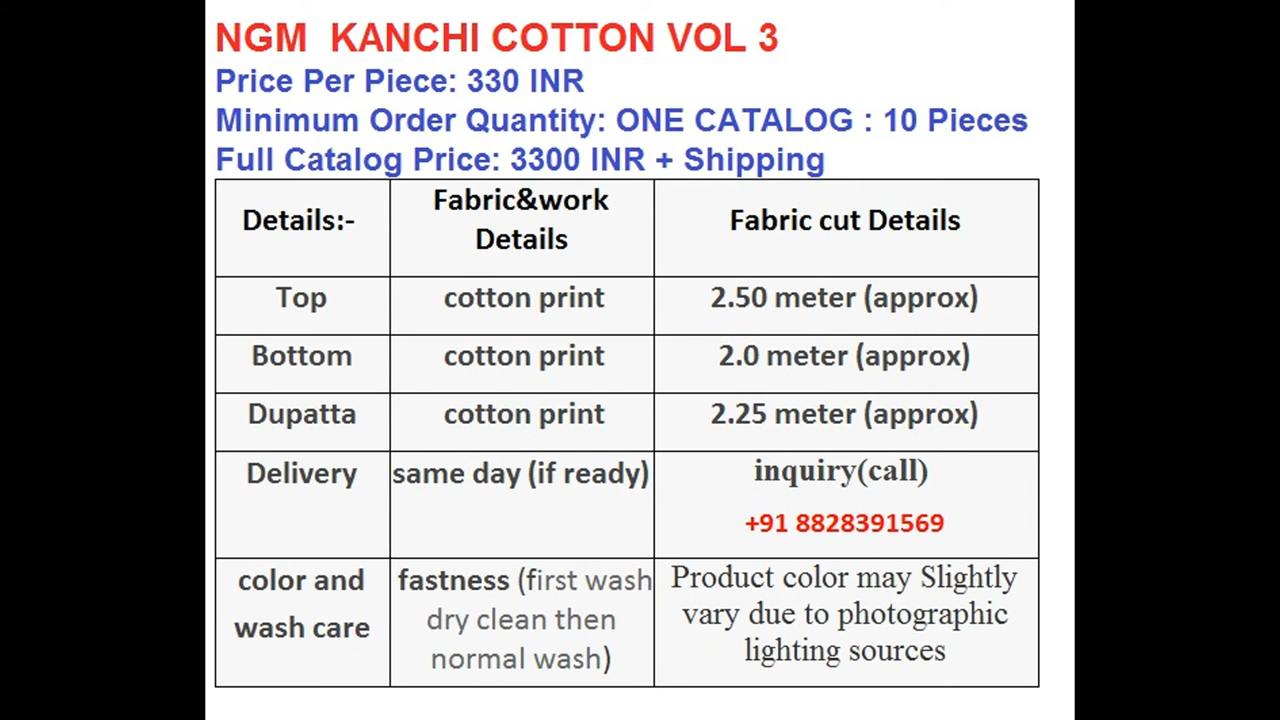 NGM KANCHI COTTON VOL 3
Price Per Piece: 330 INR
Minimum Order Quantity: ONE CATALOG : 10 Pieces
Full Catalog Price: 3300 INR + Shipping
Details:-
Fabric&work
Details
Fabric cut Details
Top
cotton print
2.50 meter (approx)
Bottom
cotton print
2.0 meter (approx)
Dupatta
cotton print
2.25 meter (approx)
Delivery
same day (if ready)
inquiry(call)
+91 8828391569
color and
wash care
fastness (first wash
dry clean then
normal wash)
Product color may Slightly
vary due to photographic
lighting sources